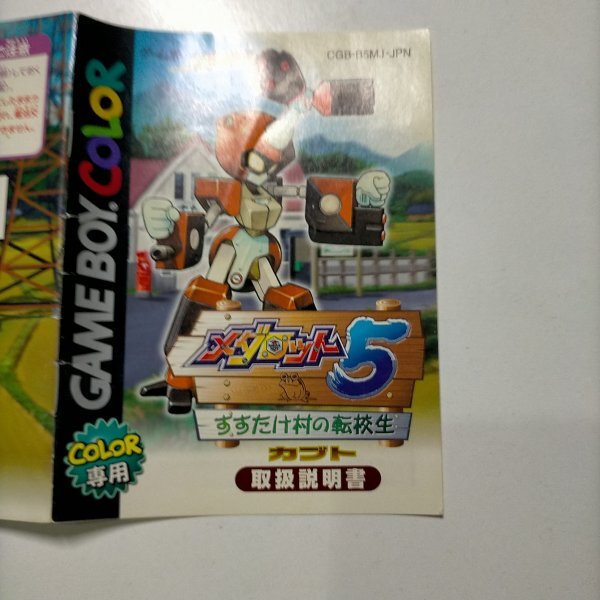 CGB-B5MJ-JPN
GAME BOY COLOR
メダロット5
すすたけ村の転校生
カブト
取扱説明書
COLOR
専用